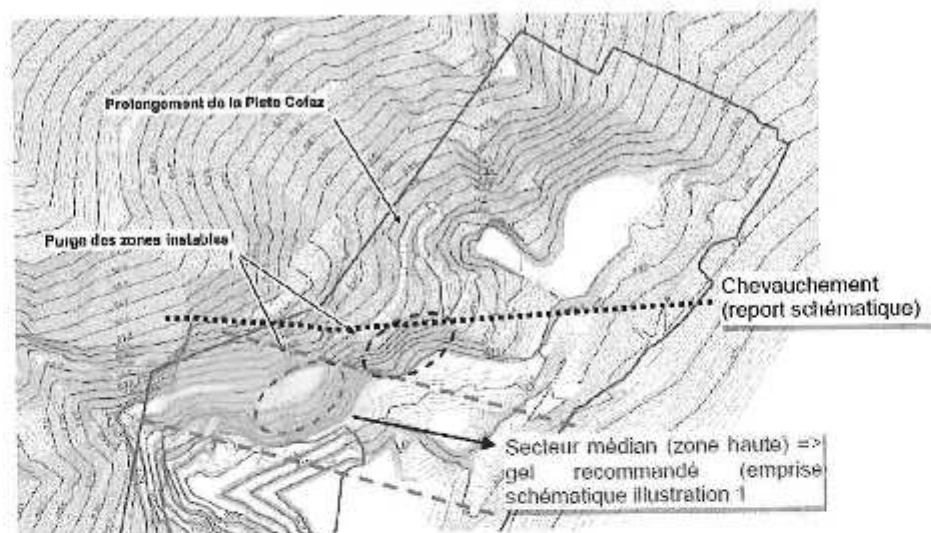 Prolongement de la Piste Cofaz
Purge des zones instables
Chevauchement
(report schématique)
Secteur médian (zone haute) =>
gel recommandé (emprise
schématique illustration 1